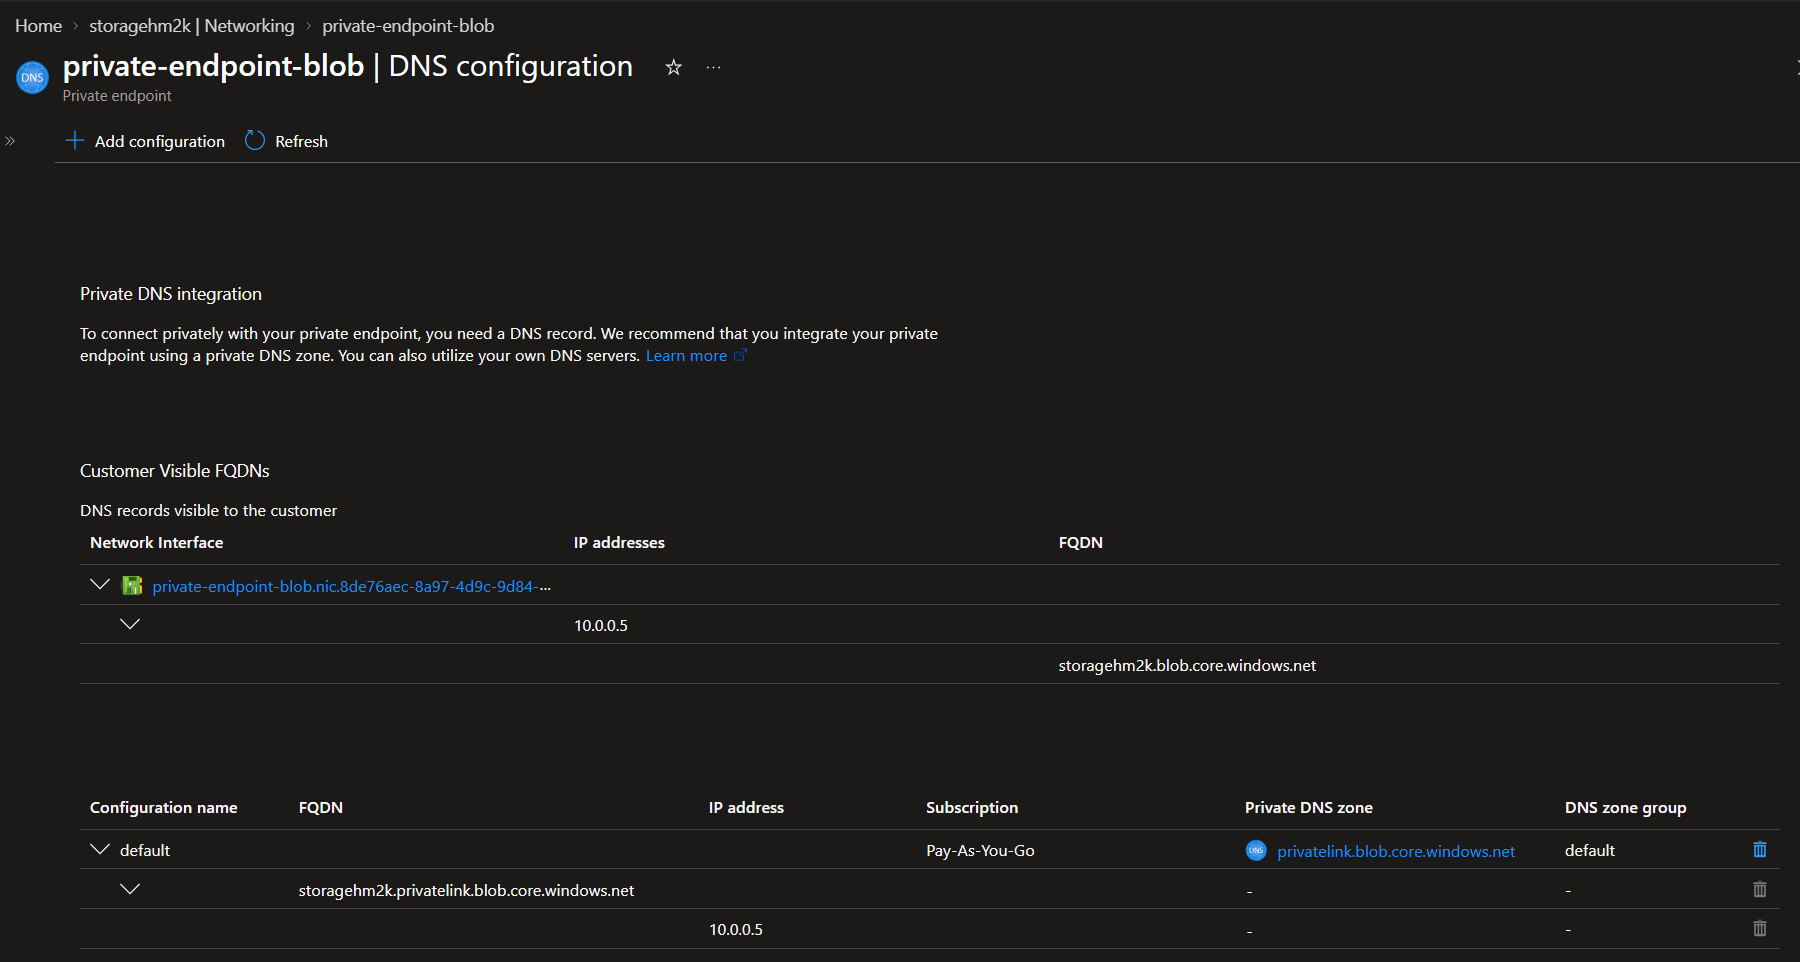 Home > storagehm2k | Networking > private-endpoint-blob
DNS
private-endpoint-blob | DNS configuration ...
Private endpoint
Add configuration Refresh
Private DNS integration
To connect privately with your private endpoint, you need a DNS record. We recommend that you integrate your private
endpoint using a private DNS zone. You can also utilize your own DNS servers. Learn more
Customer Visible FQDNs
DNS records visible to the customer
Network Interface IP addresses FQDN
private-endpoint-blob.nic.8de76aec-8a97-4d9c-9d84-...
10.0.0.5
storagehm2k.blob.core.windows.net
Configuration name FQDN IP address Subscription Private DNS zone DNS zone group
default Pay-As-You-Go DNS privatelink.blob.core.windows.net default
storagehm2k.privatelink.blob.core.windows.net - -
10.0.0.5 - -